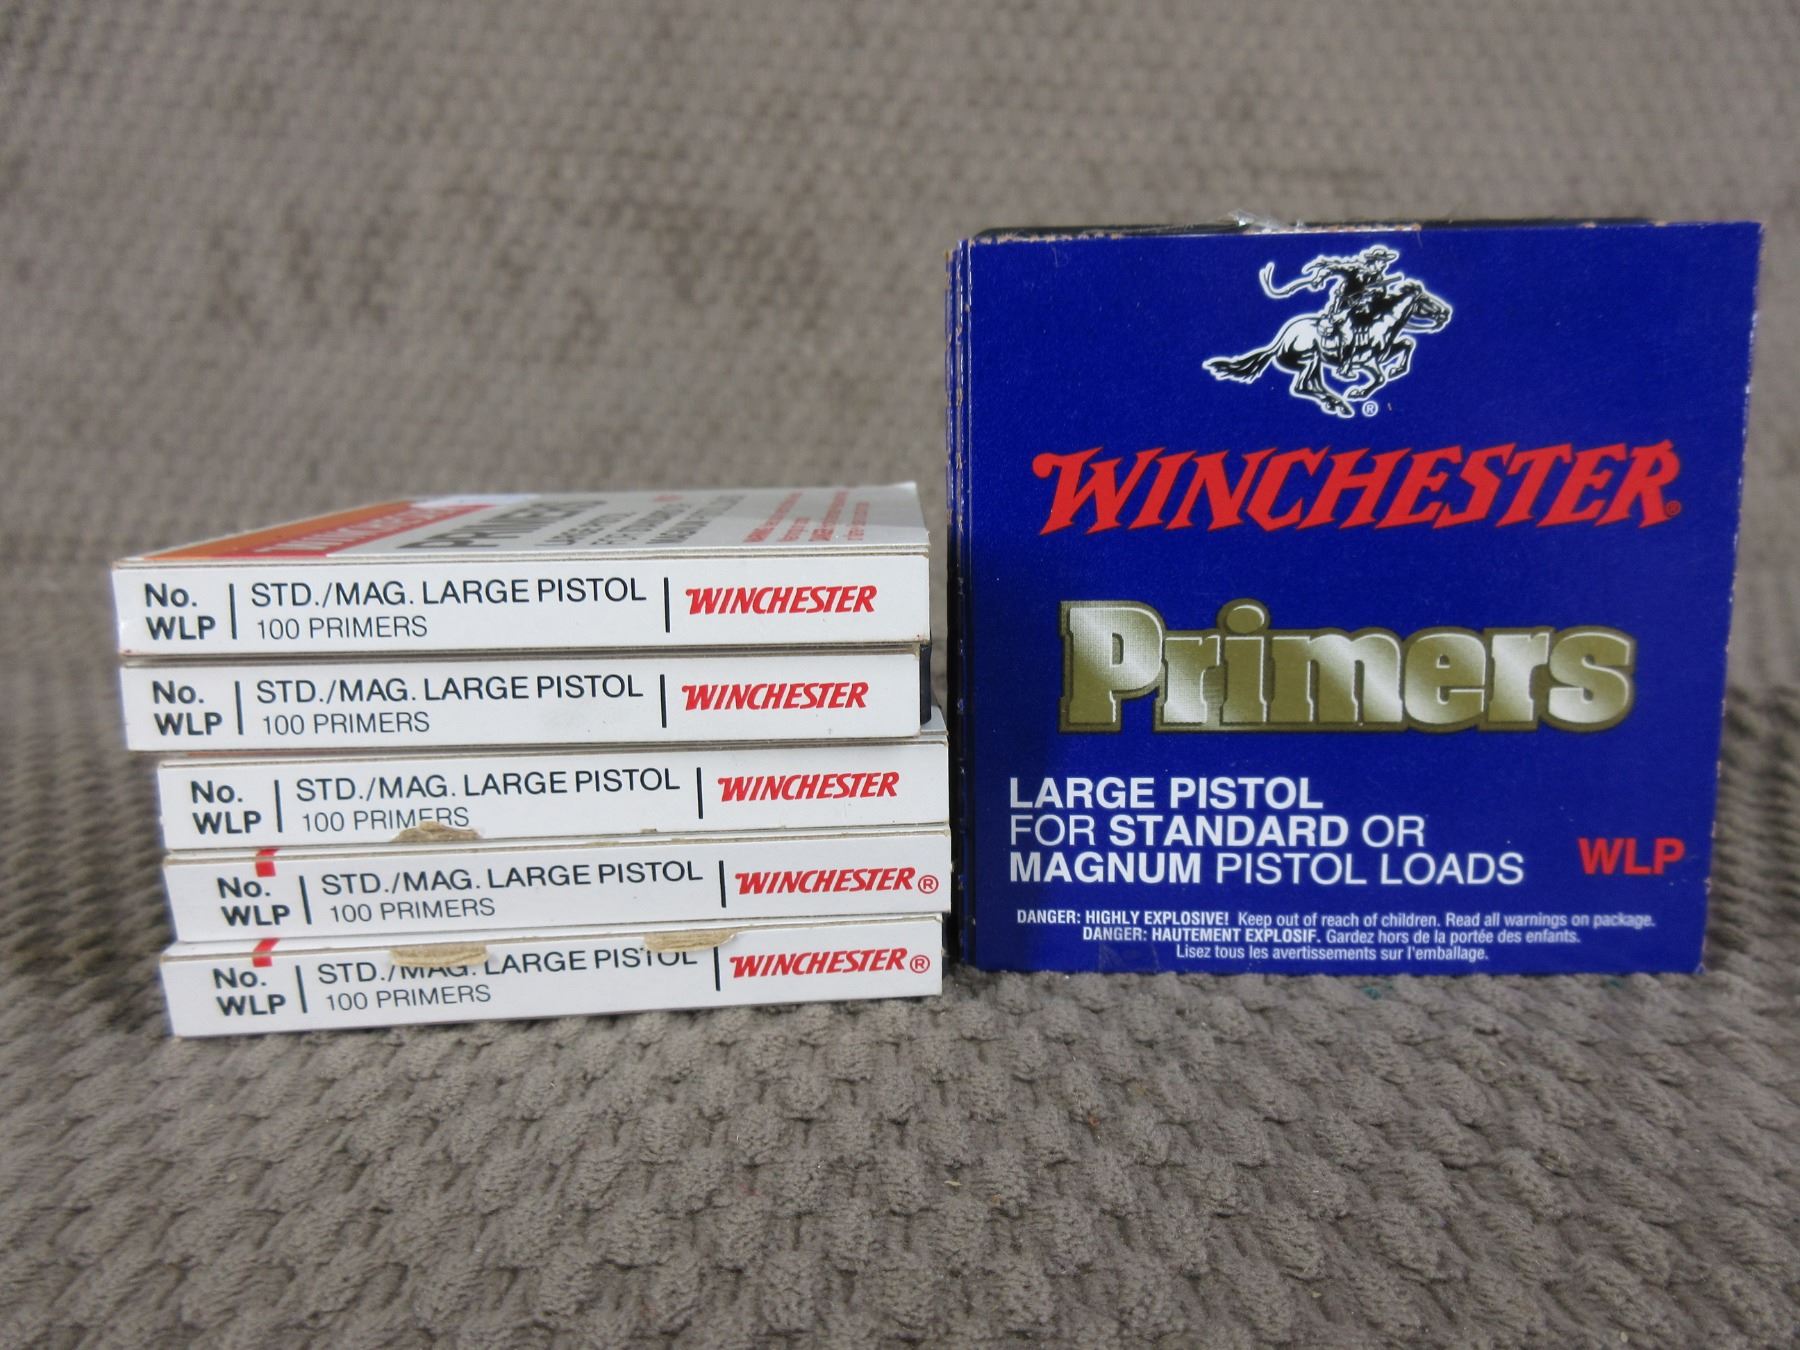 WINCHESTER
PRIMERS
LARGE PISTOL
No. WLP | STD./MAG. LARGE PISTOL 100 PRIMERS | WINCHESTER
No. WLP | STD./MAG. LARGE PISTOL 100 PRIMERS | WINCHESTER
No. WLP | STD./MAG. LARGE PISTOL 100 PRIMERS | WINCHESTER
No. WLP | STD./MAG. LARGE PISTOL 100 PRIMERS | WINCHESTER®
No. WLP | STD./MAG. LARGE PISTOL 100 PRIMERS | WINCHESTER®
®
WINCHESTER®
Primers
LARGE PISTOL
FOR STANDARD OR
MAGNUM PISTOL LOADS
WLP
DANGER: HIGHLY EXPLOSIVE! Keep out of reach of children. Read all warnings on package.
DANGER: HAUTEMENT EXPLOSIF. Gardez hors de la portée des enfants.
Lisez tous les avertissements sur l'emballage.